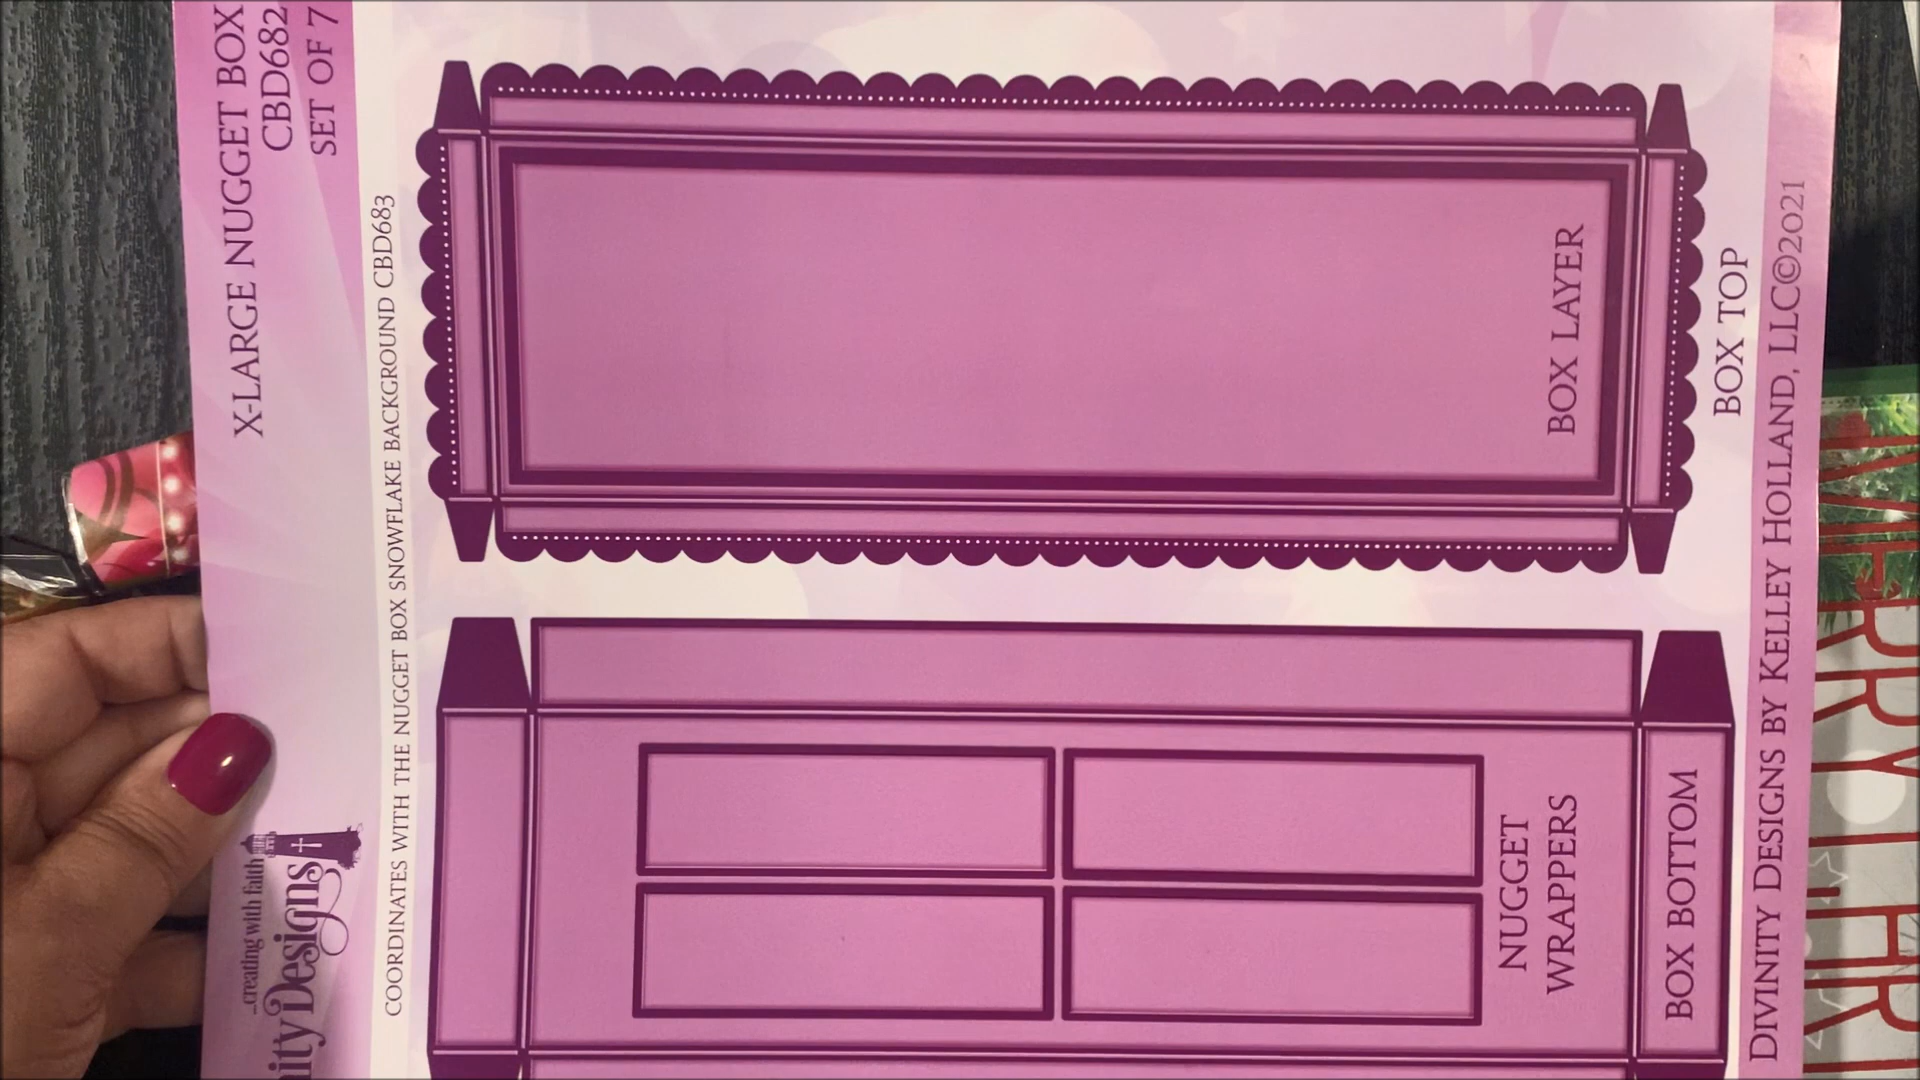 X-LARGE NUGGET BOX
CBD682
SET OF 7
...creating with faith
Designs
COORDINATES WITH THE NUGGET BOX SNOWFLAKE BACKGROUND CBD683
BOX LAYER
BOX TOP
NUGGET
WRAPPERS
BOX BOTTOM
DIVINITY DESIGNS BY KELLEY HOLLAND, LLC©2021